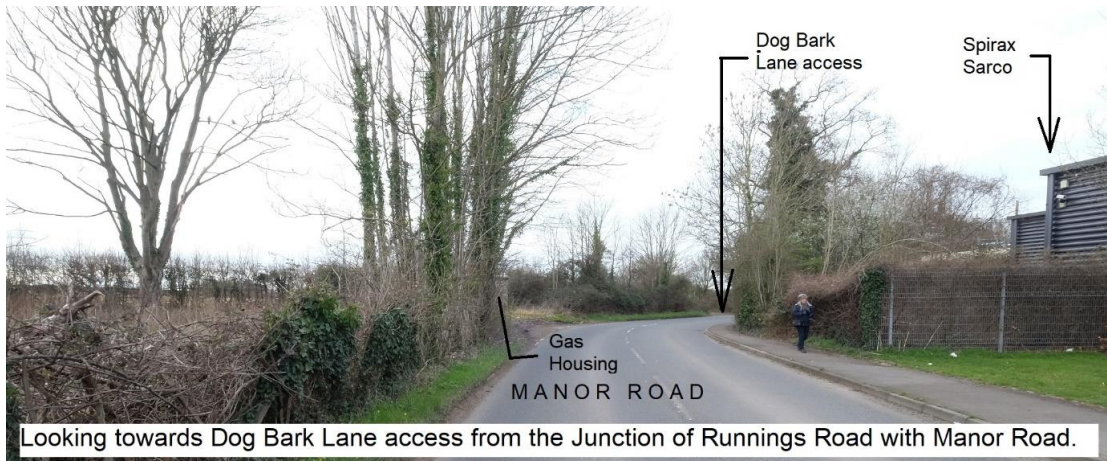 Dog Bark
Lane access
Spirax
Sarco
Gas
Housing
MANOR ROAD
Looking towards Dog Bark Lane access from the Junction of Runnings Road with Manor Road.